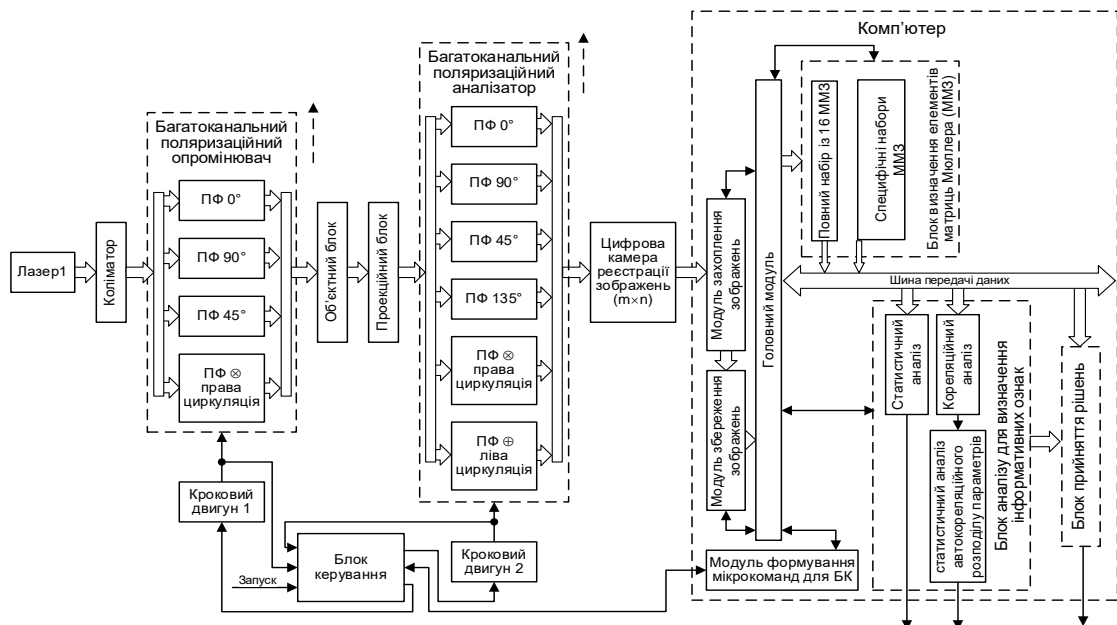 Комп’ютер
Багатоканальний
поляризаційний
аналізатор
ПФ 0°
ПФ 90°
ПФ 45°
ПФ 135°
ПФ ⊗
права
циркуляція
ПФ ⊕
ліва
циркуляція
Багатоканальний
поляризаційний
опромінювач
ПФ 0°
ПФ 90°
ПФ 45°
ПФ ⊗
права
циркуляція
Лазер1
Коліматор
Об’єктний блок
Проекційний блок
Цифрова
камера
реєстрації
зображень
(m×n)
Модуль захоплення
зображень
Модуль збереження
зображень
Головний модуль
Повний набір із 16 ММЗ
Специфічні набори
ММЗ
Блок визначення елементів
матриць Мюллера (ММЗ)
Шина передачі даних
Статистичний
аналіз
Кореляційний
аналіз
статистичний аналіз
автокореляційного
розподілу параметрів
Блок аналізу для визначення
інформативних ознак
Блок прийняття рішень
Кроковий
двигун 1
Запуск
Блок
керування
Кроковий
двигун 2
Модуль формування
мікрокоманд для БК